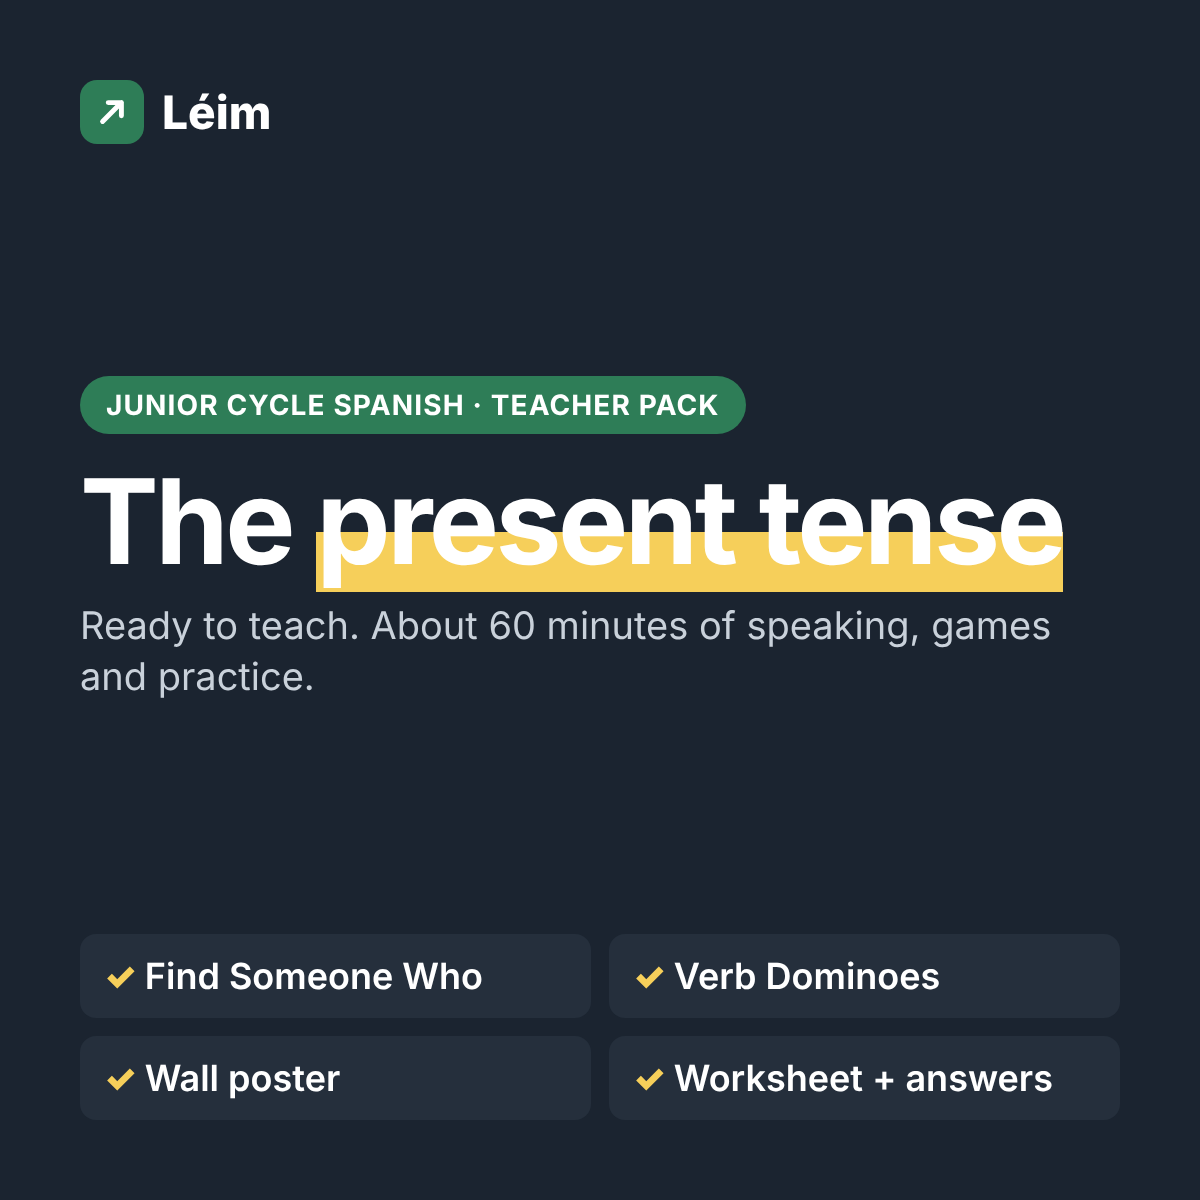 Léim
JUNIOR CYCLE SPANISH · TEACHER PACK
The present tense
Ready to teach. About 60 minutes of speaking, games
and practice.
✓ Find Someone Who
✓ Verb Dominoes
✓ Wall poster
✓ Worksheet + answers